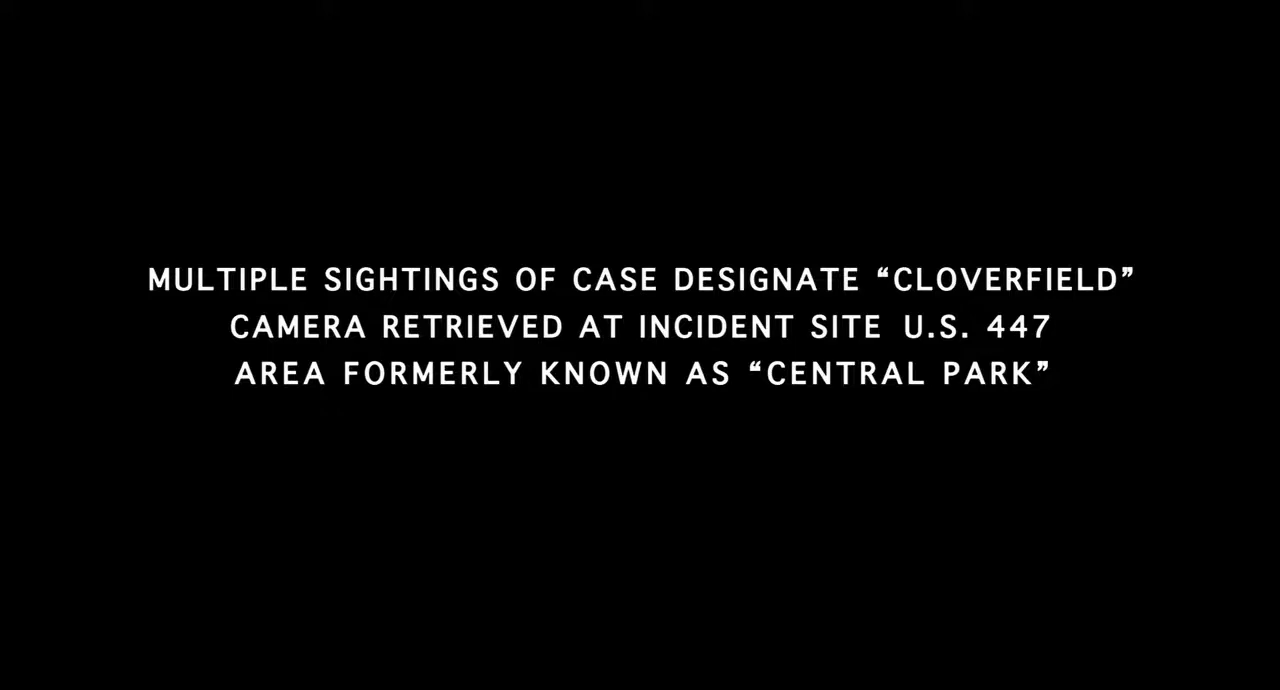 MULTIPLE SIGHTINGS OF CASE DESIGNATE “CLOVERFIELD”
CAMERA RETRIEVED AT INCIDENT SITE U.S. 447
AREA FORMERLY KNOWN AS “CENTRAL PARK”